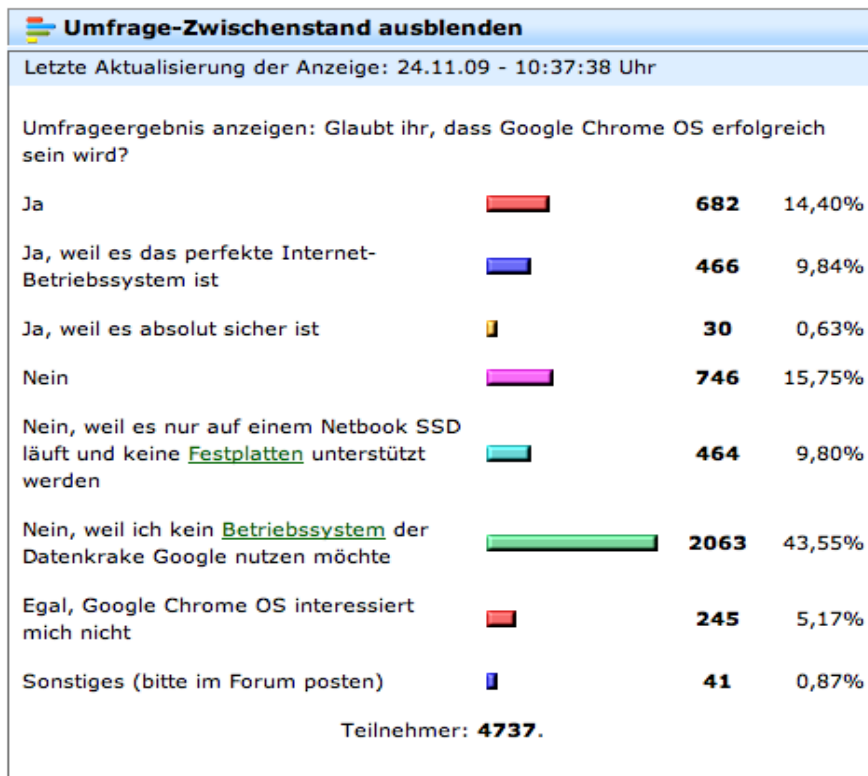 Umfrage-Zwischenstand ausblenden
Letzte Aktualisierung der Anzeige: 24.11.09 - 10:37:38 Uhr
Umfrageergebnis anzeigen: Glaubt ihr, dass Google Chrome OS erfolgreich
sein wird?
Ja 682 14,40%
Ja, weil es das perfekte Internet-
Betriebssystem ist 466 9,84%
Ja, weil es absolut sicher ist 30 0,63%
Nein 746 15,75%
Nein, weil es nur auf einem Netbook SSD
läuft und keine Festplatten unterstützt 464 9,80%
werden
Nein, weil ich kein Betriebssystem der
Datenkrake Google nutzen möchte 2063 43,55%
Egal, Google Chrome OS interessiert
mich nicht 245 5,17%
Sonstiges (bitte im Forum posten) 41 0,87%
Teilnehmer: 4737.